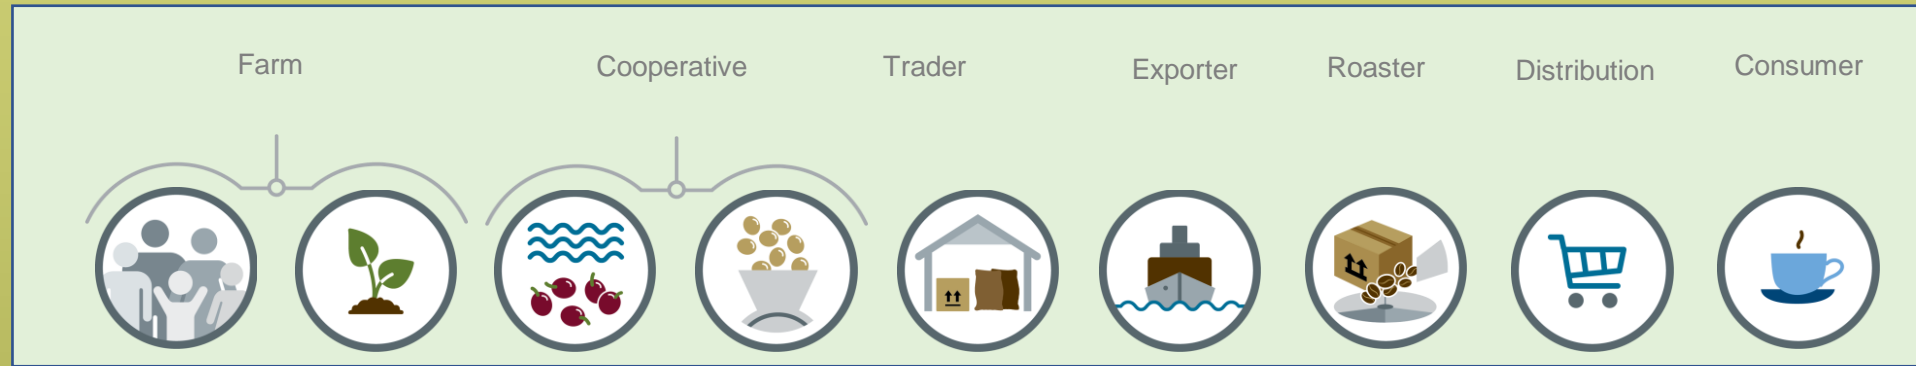 Farm
Cooperative
Trader
Exporter
Roaster
Distribution
Consumer